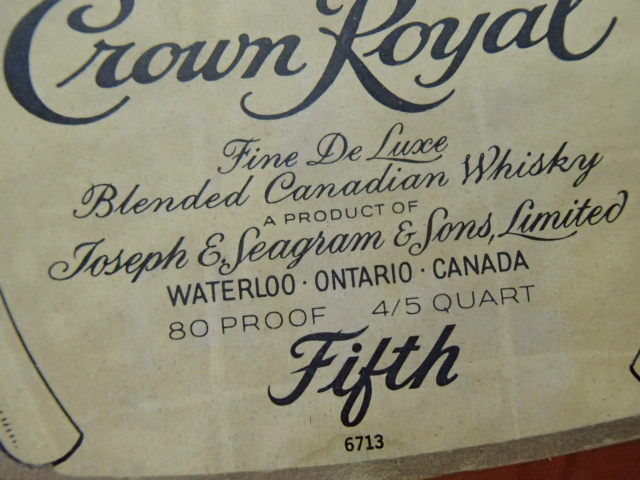 Crown Royal
Fine De Luxe
Blended Canadian Whisky
A PRODUCT OF
Joseph E. Seagram & Sons, Limited
WATERLOO · ONTARIO · CANADA
80 PROOF 4/5 QUART
Fifth
6713